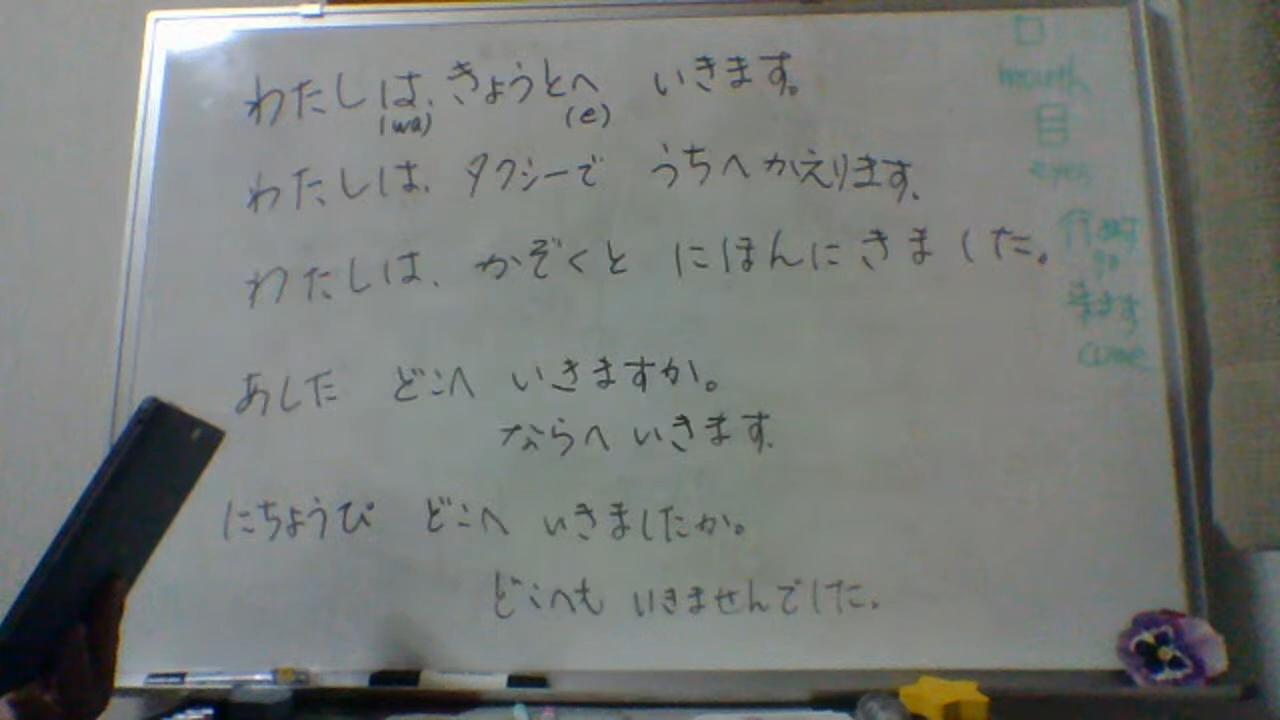 わたしは、きょうとへ いきます。
(wa) (e)
わたしは、タクシーで うちへ かえります。
わたしは、かぞくと にほんに きました。
あした どこへ いきますか。
ならへ いきます。
にちょうび どこへ いきましたか。
どこへも いきませんでした。
口
mouth
目
eyes
行きます
go
来ます
come